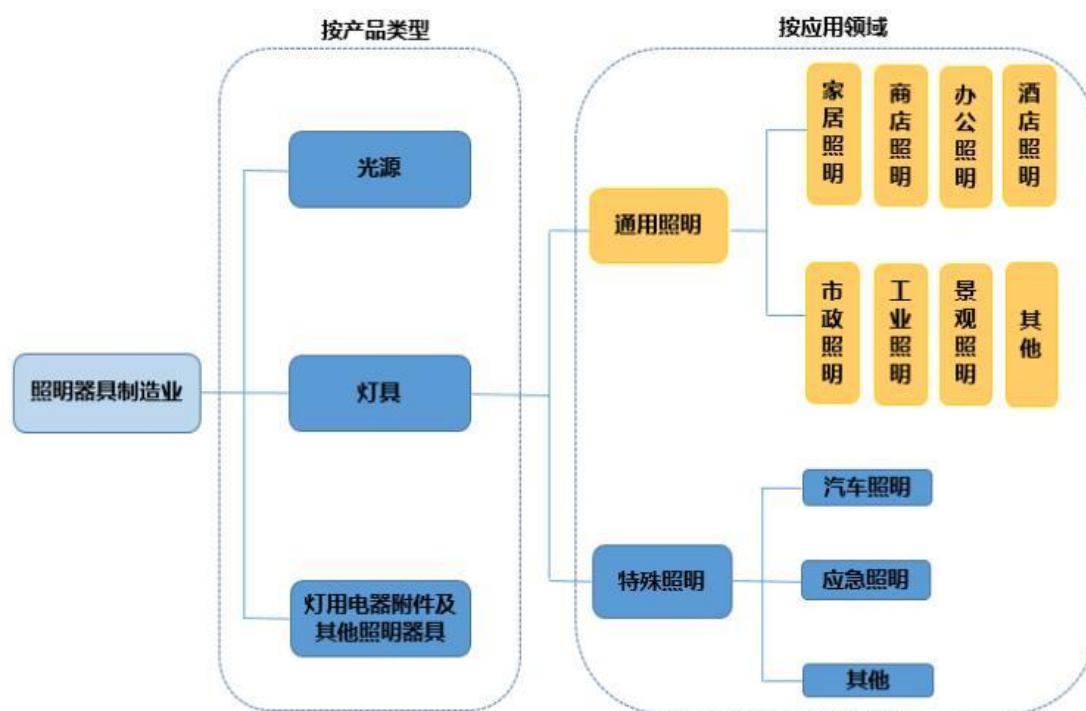 按产品类型
按应用领域
照明器具制造业
光源
灯具
灯用电器附件及
其他照明器具
通用照明
家居照明
商店照明
办公照明
酒店照明
市政照明
工业照明
景观照明
其他
特殊照明
汽车照明
应急照明
其他